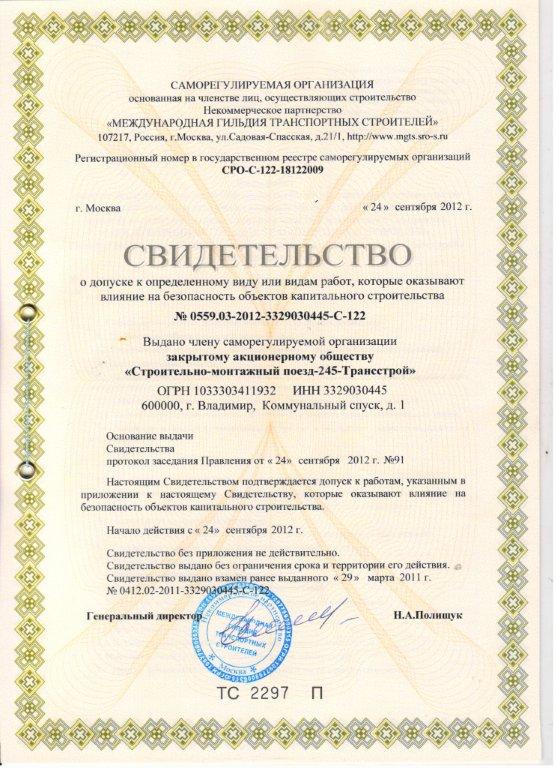 САМОРЕГУЛИРУЕМАЯ ОРГАНИЗАЦИЯ
основанная на членстве лиц, осуществляющих строительство
Некоммерческое партнерство
«МЕЖДУНАРОДНАЯ ГИЛЬДИЯ ТРАНСПОРТНЫХ СТРОИТЕЛЕЙ»
107217, Россия, г.Москва, ул.Садовая-Спасская, д.21/1, http://www.mgts.sro-s.ru
Регистрационный номер в государственном реестре саморегулируемых организаций
СРО-С-122-18122009
г. Москва «24» сентября 2012 г.
СВИДЕТЕЛЬСТВО
о допуске к определенному виду или видам работ, которые оказывают
влияние на безопасность объектов капитального строительства
№ 0559.03-2012-3329030445-С-122
Выдано члену саморегулируемой организации
закрытому акционерному обществу
«Строительно-монтажный поезд-245-Трансстрой»
ОГРН 1033303411932 ИНН 3329030445
600000, г. Владимир, Коммунальный спуск, д. 1
Основание выдачи
Свидетельства
протокол заседания Правления от «24» сентября 2012 г. №91
Настоящим Свидетельством подтверждается допуск к работам, указанным в
приложении к настоящему Свидетельству, которые оказывают влияние на
безопасность объектов капитального строительства.
Начало действия с «24» сентября 2012 г.
Свидетельство без приложения не действительно.
Свидетельство выдано без ограничения срока и территории его действия.
Свидетельство выдано взамен ранее выданного «29» марта 2011 г.
№ 0412.02-2011-3329030445-С-122
Генеральный директор Н.А.Полищук
МЕЖДУНАРОДНАЯ
ГИЛЬДИЯ
ТРАНСПОРТНЫХ
СТРОИТЕЛЕЙ
Москва
ТС 2297 П